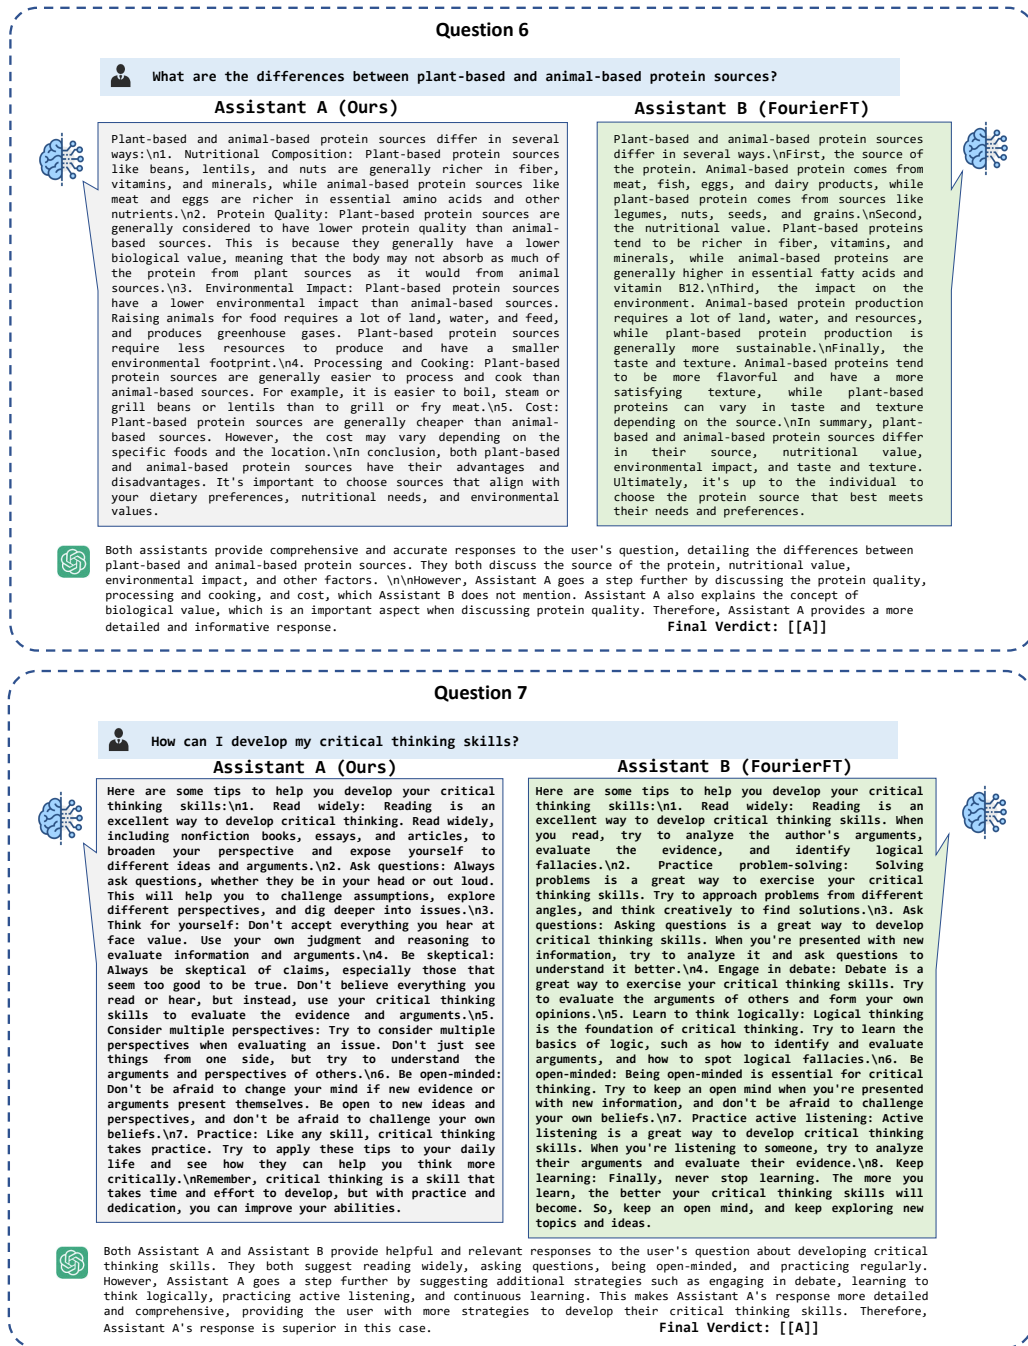 Question 6
What are the differences between plant-based and animal-based protein sources?
Assistant A (Ours)
Plant-based and animal-based protein sources differ in several
ways:\n1. Nutritional Composition: Plant-based protein sources
like beans, lentils, and nuts are generally richer in fiber,
vitamins, and minerals, while animal-based protein sources like
meat and eggs are richer in essential amino acids and other
nutrients.\n2. Protein Quality: Plant-based protein sources are
generally considered to have lower protein quality than animal-
based sources. This is because they generally have a lower
biological value, meaning that the body may not absorb as much of
the protein from plant sources as it would from animal
sources.\n3. Environmental Impact: Plant-based protein sources
have a lower environmental impact than animal-based sources.
Raising animals for food requires a lot of land, water, and feed,
and produces greenhouse gases. Plant-based protein sources
require less resources to produce and have a smaller
environmental footprint.\n4. Processing and Cooking: Plant-based
protein sources are generally easier to process and cook than
animal-based sources. For example, it is easier to boil, steam or
grill beans or lentils than to grill or fry meat.\n5. Cost:
Plant-based protein sources are generally cheaper than animal-
based sources. However, the cost may vary depending on the
specific foods and the location.\nIn conclusion, both plant-based
and animal-based protein sources have their advantages and
disadvantages. It's important to choose sources that align with
your dietary preferences, nutritional needs, and environmental
values.
Assistant B (FourierFT)
Plant-based and animal-based protein sources
differ in several ways.\nFirst, the source of
the protein. Animal-based protein comes from
meat, fish, eggs, and dairy products, while
plant-based protein comes from sources like
legumes, nuts, seeds, and grains.\nSecond,
the nutritional value. Plant-based proteins
tend to be richer in fiber, vitamins, and
minerals, while animal-based proteins are
generally higher in essential fatty acids and
vitamin B12.\nThird, the impact on the
environment. Animal-based protein production
requires a lot of land, water, and resources,
while plant-based protein production is
generally more sustainable.\nFinally, the
taste and texture. Animal-based proteins tend
to be more flavorful and have a more
satisfying texture, while plant-based
proteins can vary in taste and texture
depending on the source.\nIn summary, plant-
based and animal-based protein sources differ
in their source, nutritional value,
environmental impact, and taste and texture.
Ultimately, it's up to the individual to
choose the protein source that best meets
their needs and preferences.
Both assistants provide comprehensive and accurate responses to the user's question, detailing the differences between
plant-based and animal-based protein sources. They both discuss the source of the protein, nutritional value,
environmental impact, and other factors. \n\nHowever, Assistant A goes a step further by discussing the protein quality,
processing and cooking, and cost, which Assistant B does not mention. Assistant A also explains the concept of
biological value, which is an important aspect when discussing protein quality. Therefore, Assistant A provides a more
detailed and informative response.
Final Verdict: [[A]]
Question 7
How can I develop my critical thinking skills?
Assistant A (Ours)
Here are some tips to help you develop your critical
thinking skills:\n1. Read widely: Reading is an
excellent way to develop critical thinking. Read widely,
including nonfiction books, essays, and articles, to
broaden your perspective and expose yourself to
different ideas and arguments.\n2. Ask questions: Always
ask questions, whether they be in your head or out loud.
This will help you to challenge assumptions, explore
different perspectives, and dig deeper into issues.\n3.
Think for yourself: Don't accept everything you hear at
face value. Use your own judgment and reasoning to
evaluate information and arguments.\n4. Be skeptical:
Always be skeptical of claims, especially those that
seem too good to be true. Don't believe everything you
read or hear, but instead, use your critical thinking
skills to evaluate the evidence and arguments.\n5.
Consider multiple perspectives: Try to consider multiple
perspectives when evaluating an issue. Don't just see
things from one side, but try to understand the
arguments and perspectives of others.\n6. Be open-minded:
Don't be afraid to change your mind if new evidence or
arguments present themselves. Be open to new ideas and
perspectives, and don't be afraid to challenge your own
beliefs.\n7. Practice: Like any skill, critical thinking
takes practice. Try to apply these tips to your daily
life and see how they can help you think more
critically.\nRemember, critical thinking is a skill that
takes time and effort to develop, but with practice and
dedication, you can improve your abilities.
Assistant B (FourierFT)
Here are some tips to help you develop your critical
thinking skills:\n1. Read widely: Reading is an
excellent way to develop critical thinking skills. When
you read, try to analyze the author's arguments,
evaluate the evidence, and identify logical
fallacies.\n2. Practice problem-solving: Solving
problems is a great way to exercise your critical
thinking skills. Try to approach problems from different
angles, and think creatively to find solutions.\n3. Ask
questions: Asking questions is a great way to develop
critical thinking skills. When you're presented with new
information, try to analyze it and ask questions to
understand it better.\n4. Engage in debate: Debate is a
great way to exercise your critical thinking skills. Try
to evaluate the arguments of others and form your own
opinions.\n5. Learn to think logically: Logical thinking
is the foundation of critical thinking. Try to learn the
basics of logic, such as how to identify and evaluate
arguments, and how to spot logical fallacies.\n6. Be
open-minded: Being open-minded is essential for critical
thinking. Try to keep an open mind when you're presented
with new information, and don't be afraid to challenge
your own beliefs.\n7. Practice active listening: Active
listening is a great way to develop critical thinking
skills. When you're listening to someone, try to analyze
their arguments and evaluate their evidence.\n8. Keep
learning: Finally, never stop learning. The more you
learn, the better your critical thinking skills will
become. So, keep an open mind, and keep exploring new
topics and ideas.
Both Assistant A and Assistant B provide helpful and relevant responses to the user's question about developing critical
thinking skills. They both suggest reading widely, asking questions, being open-minded, and practicing regularly.
However, Assistant A goes a step further by suggesting additional strategies such as engaging in debate, learning to
think logically, practicing active listening, and continuous learning. This makes Assistant A's response more detailed
and comprehensive, providing the user with more strategies to develop their critical thinking skills. Therefore,
Assistant A's response is superior in this case.
Final Verdict: [[A]]